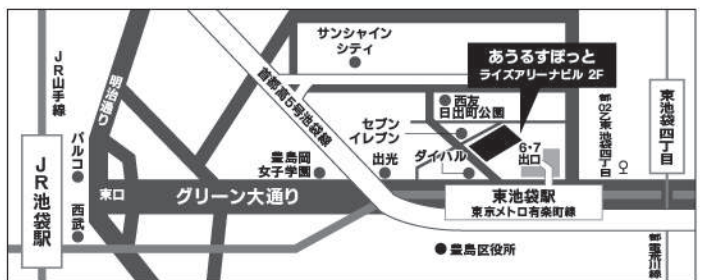 JR山手線
明治通り
パルコ
JR池袋駅
西武
東口
グリーン大通り
首都高5号池袋線
サンシャイン
シティ
豊島岡
女子学園
出光
セブン
イレブン
西友
日出町公園
ダイハル
あうるすぽっと
ライズアリーナビル 2F
6・7
出口
東池袋駅
東京メトロ有楽町線
豊島区役所
都02乙東池袋四丁目
東池袋四丁目
都電荒川線